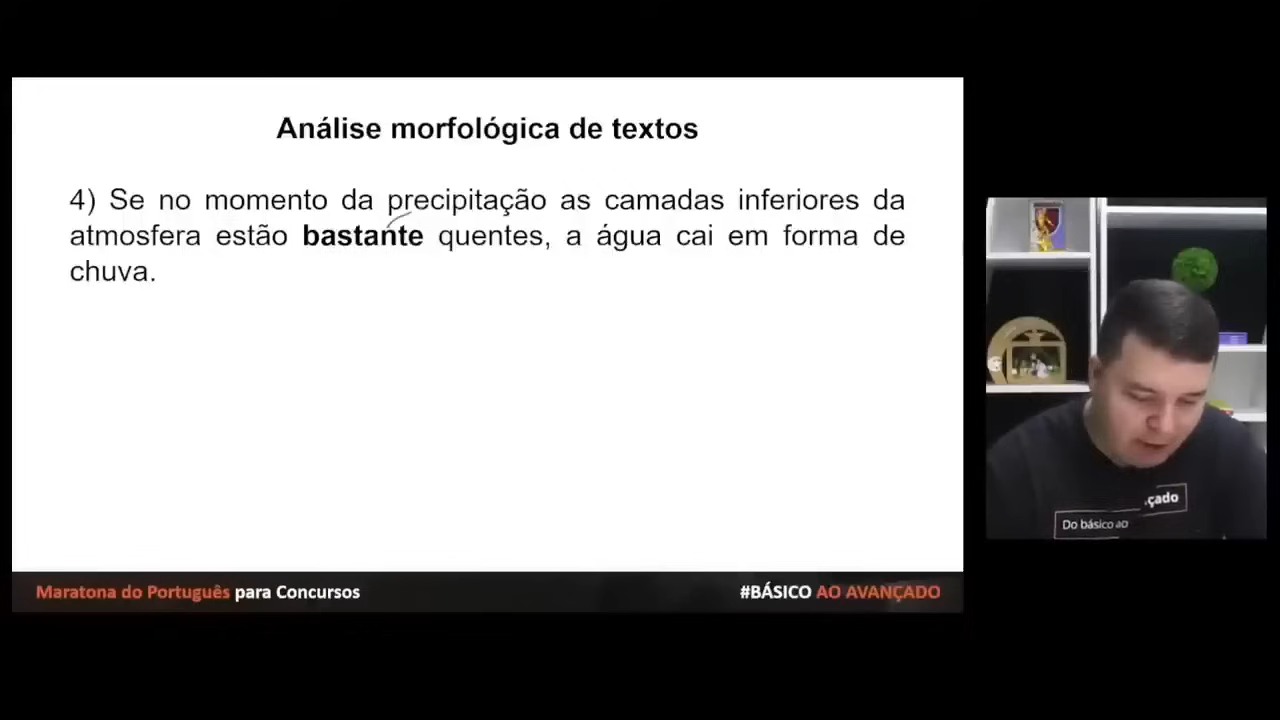 Análise morfológica de textos
4) Se no momento da precipitação as camadas inferiores da
atmosfera estão bastante quentes, a água cai em forma de
chuva.
Maratona do Português para Concursos
#BÁSICO AO AVANÇADO
çado
Do básico ao